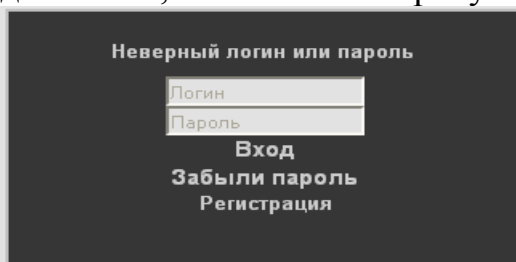 Неверный логин или пароль
Логин
Пароль
Вход
Забыли пароль
Регистрация